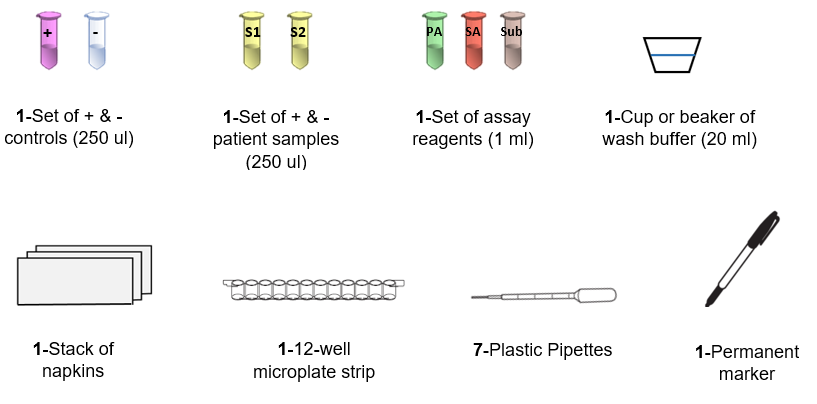 + - S1 S2 PA SA Sub
1-Set of + & -
controls (250 ul)
1-Set of + & -
patient samples
(250 ul)
1-Set of assay
reagents (1 ml)
1-Cup or beaker of
wash buffer (20 ml)
1-Stack of
napkins
1-12-well
microplate strip
7-Plastic Pipettes
1-Permanent
marker